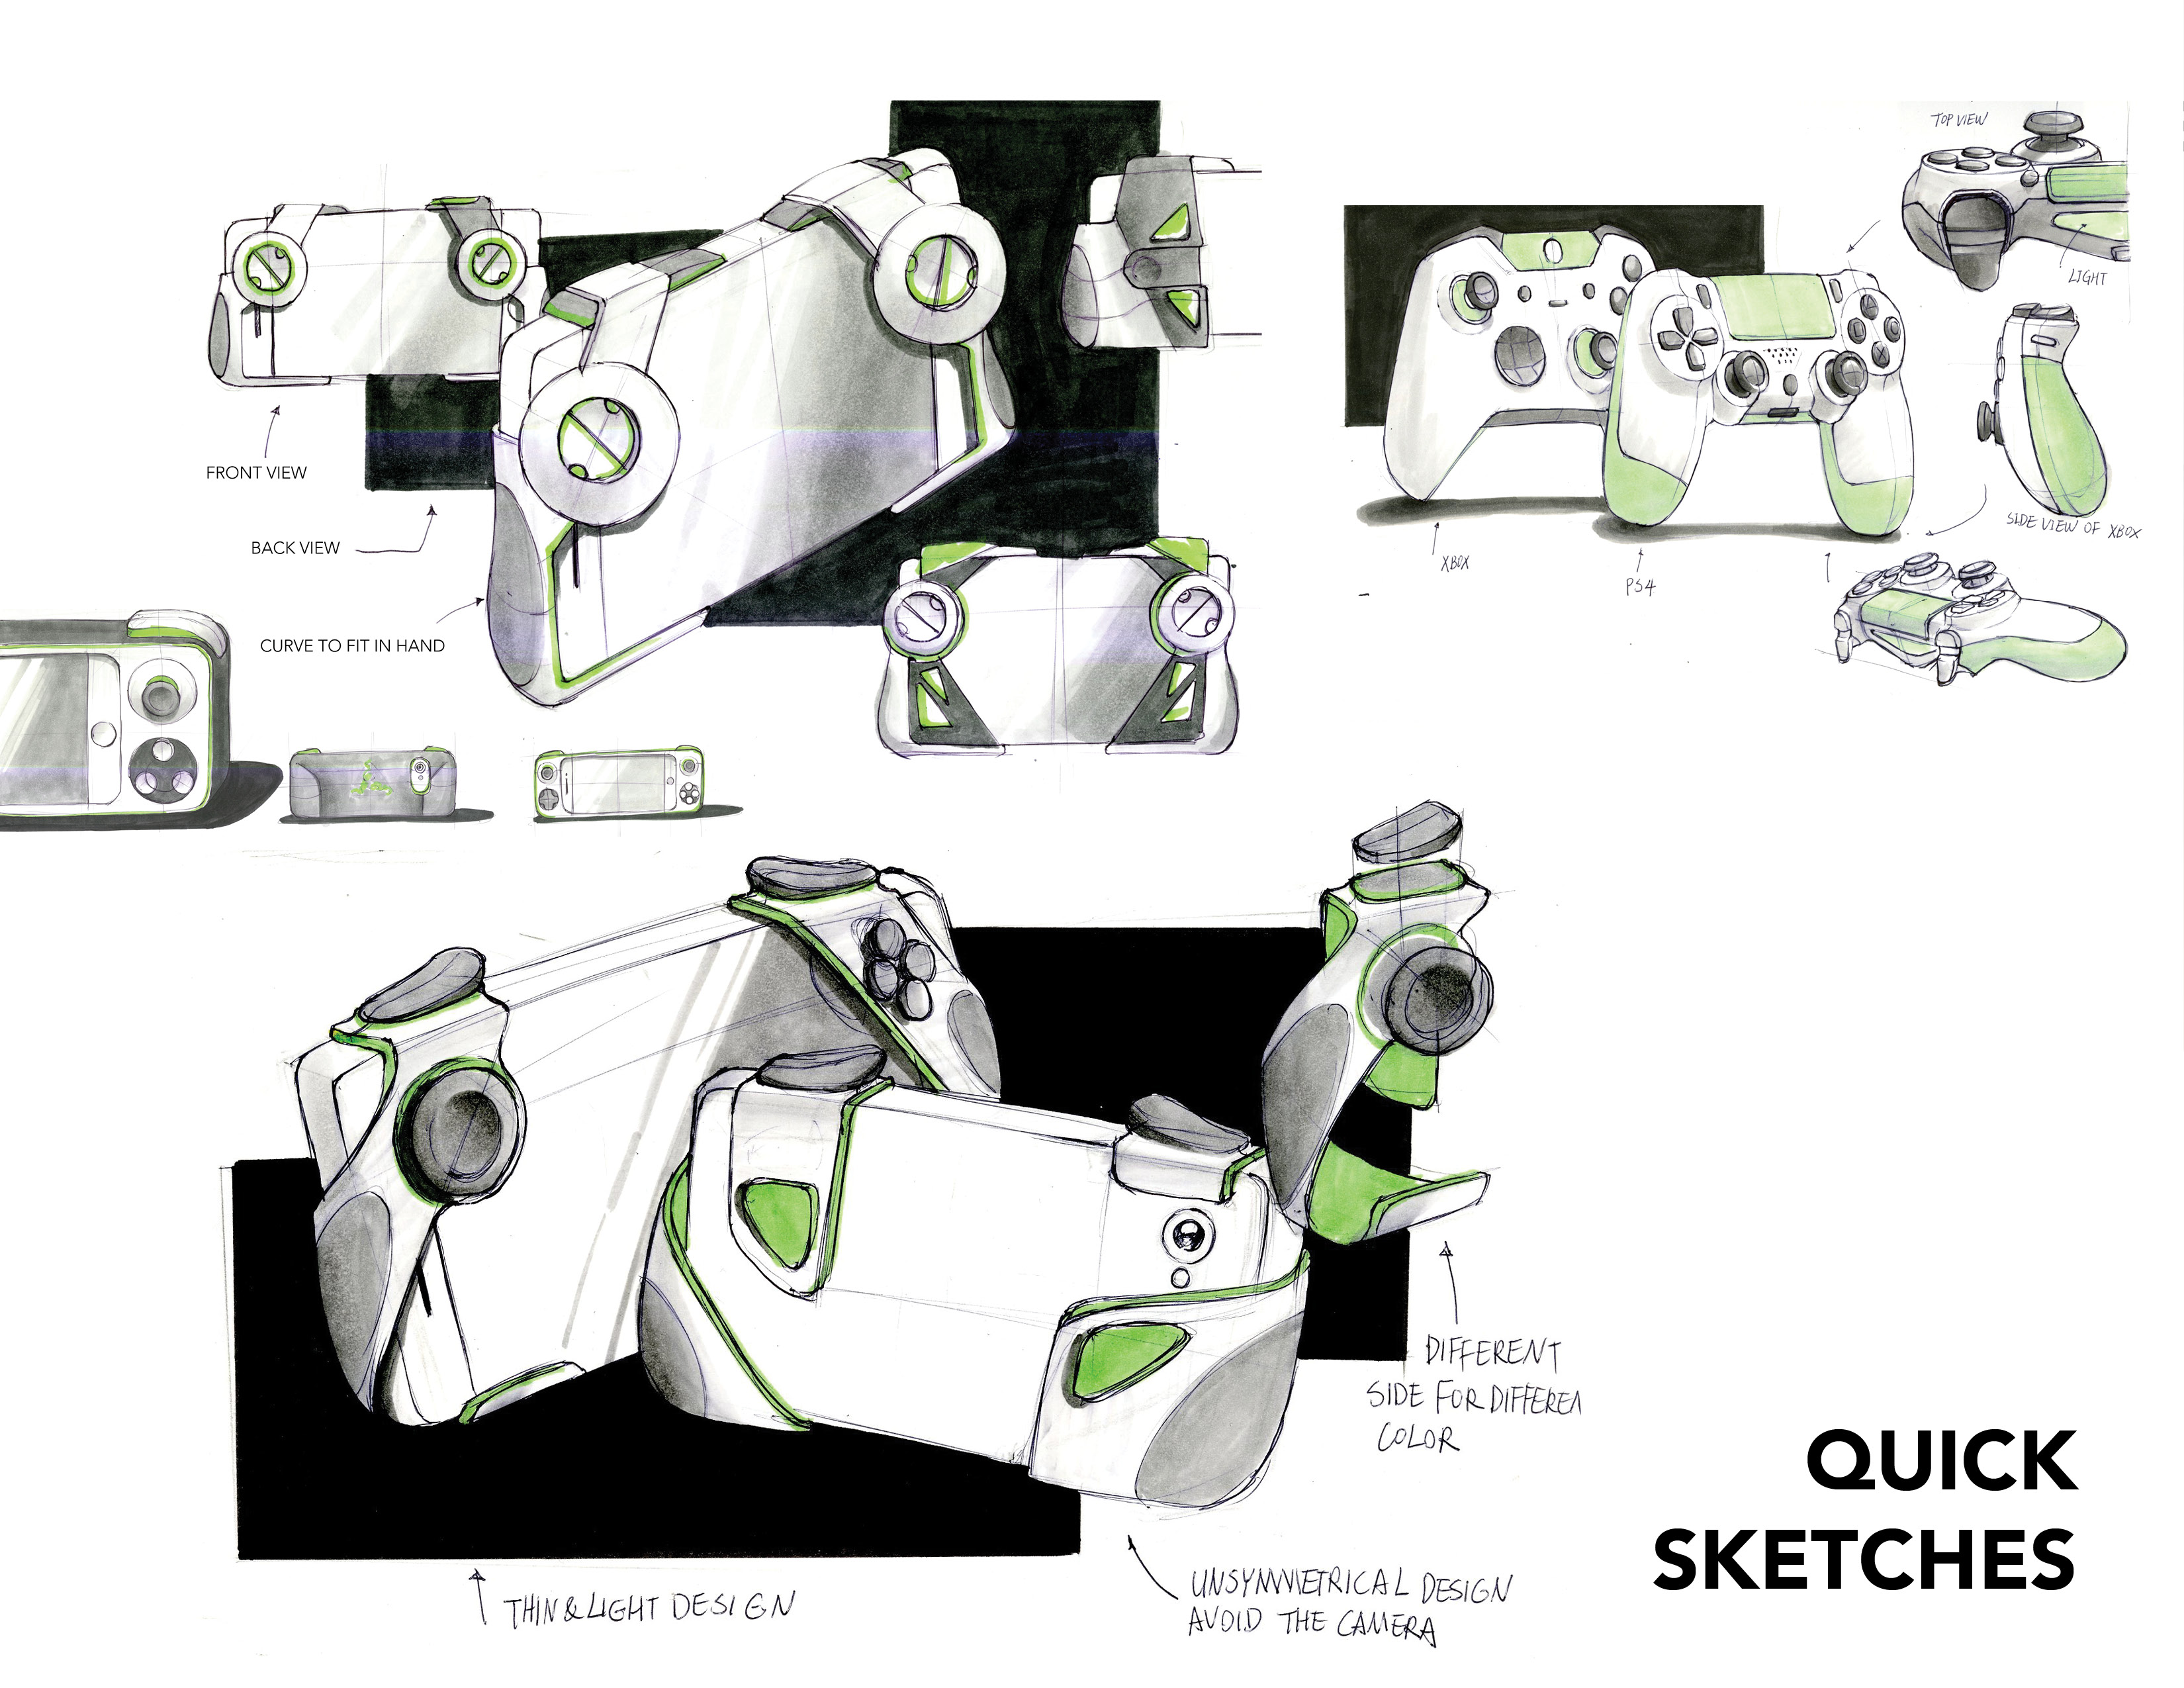 TOP VIEW
LIGHT
FRONT VIEW
BACK VIEW
SIDE VIEW OF XBOX
XBOX
PS4
CURVE TO FIT IN HAND
DIFFERENT
SIDE FOR DIFFEREN
COLOR
QUICK
SKETCHES
THIN & LIGHT DESIGN
UNSYMMETRICAL DESIGN
AVOID THE CAMERA